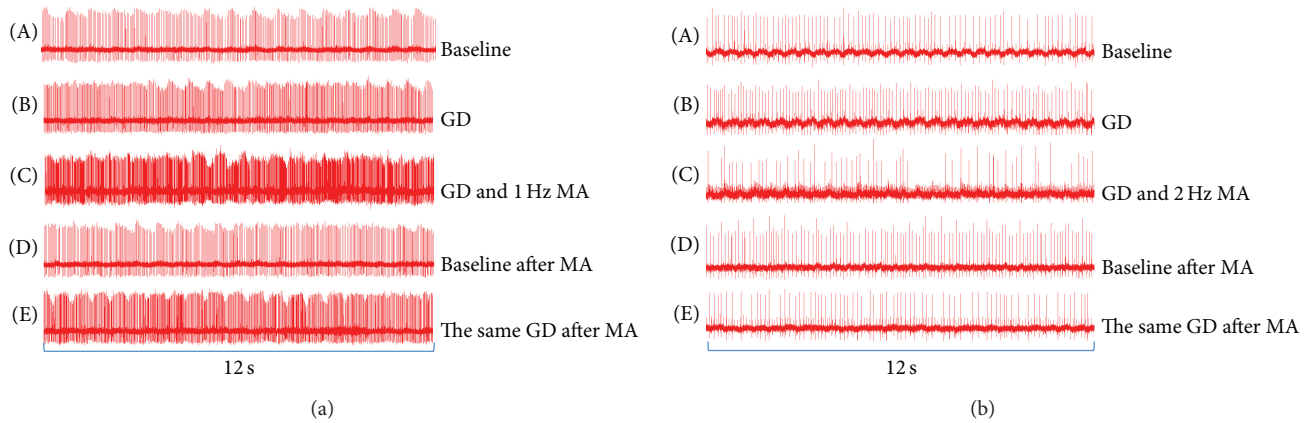 (A)
Baseline
(B)
GD
(C)
GD and 1 Hz MA
(D)
Baseline after MA
(E)
The same GD after MA
12 s
(a)
(A)
Baseline
(B)
GD
(C)
GD and 2 Hz MA
(D)
Baseline after MA
(E)
The same GD after MA
12 s
(b)